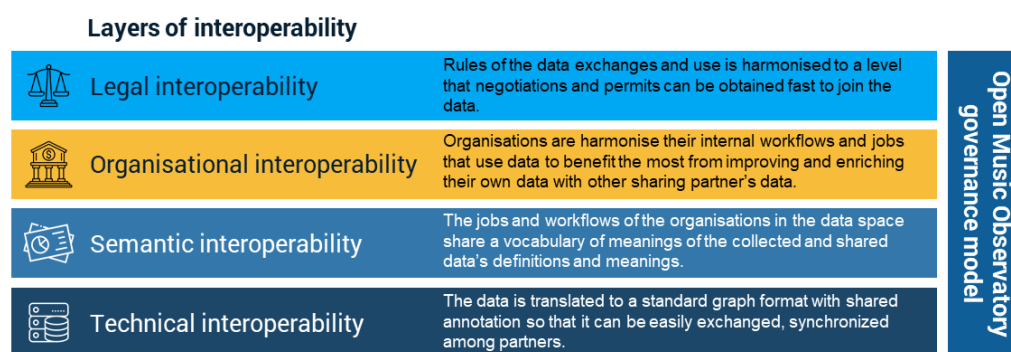 Layers of interoperability
Legal interoperability
Rules of the data exchanges and use is harmonised to a level
that negotiations and permits can be obtained fast to join the
data.
Organisational interoperability
Organisations are harmonise their internal workflows and jobs
that use data to benefit the most from improving and enriching
their own data with other sharing partner's data.
Semantic interoperability
The jobs and workflows of the organisations in the data space
share a vocabulary of meanings of the collected and shared
data's definitions and meanings.
Technical interoperability
The data is translated to a standard graph format with shared
annotation so that it can be easily exchanged, synchronized
among partners.
Open Music Observatory
governance model